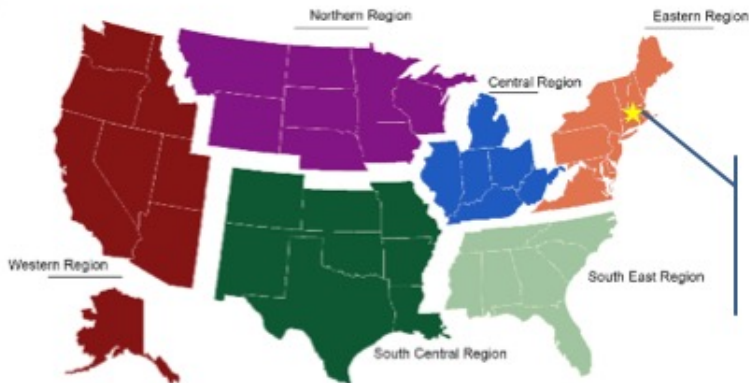 Northern Region
Eastern Region
Central Region
Western Region
South East Region
South Central Region